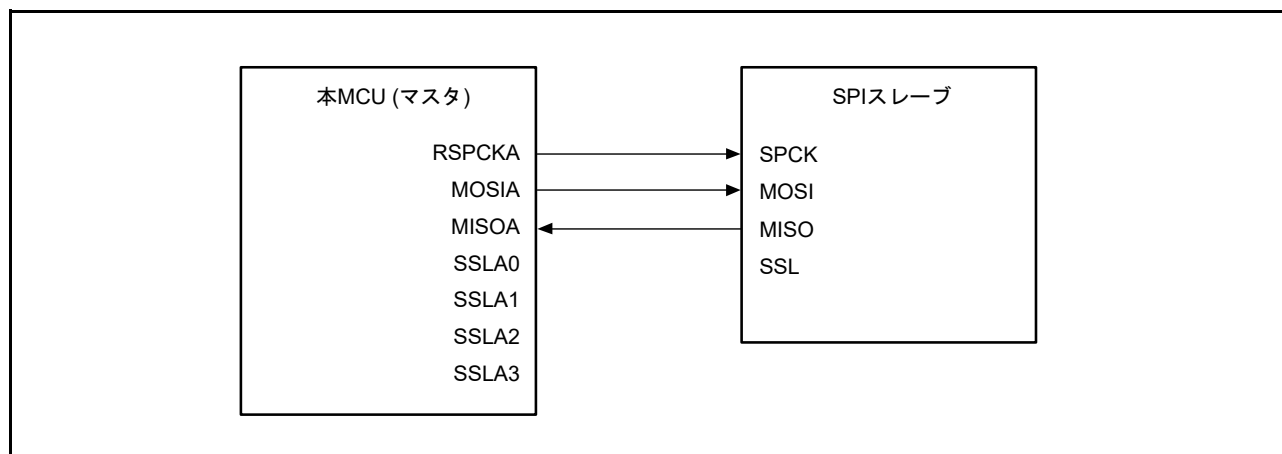 本MCU (マスタ)
RSPCKA
MOSIA
MISOA
SSLA0
SSLA1
SSLA2
SSLA3
SPIスレーブ
SPCK
MOSI
MISO
SSL